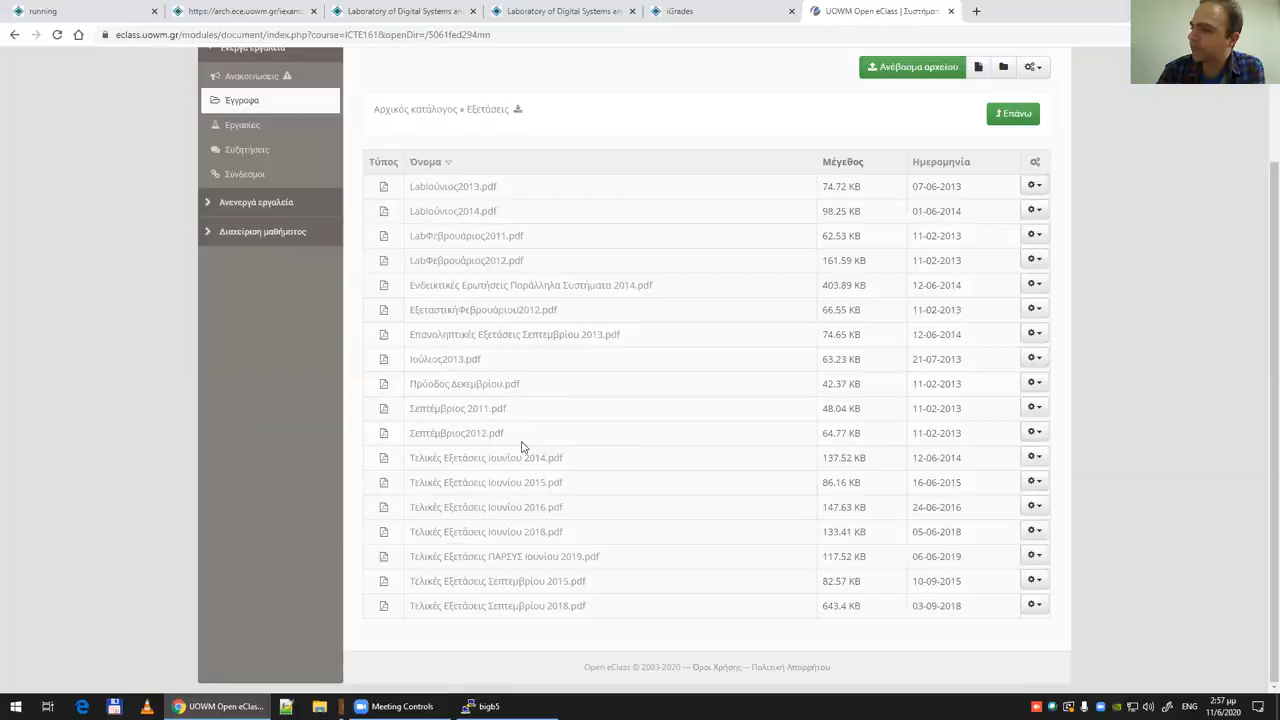 running
https://echa.uowm.gr/iexam
Laboratory of Digital Systems an
Laboratory of Digital Systems an
iGrades
UOWM Open eClass | Συστήματ
eclass.uowm.gr/modules/document/index.php?course=ICTE161&openDir=/5061fed294mn
Ενεργά εργαλεία
Ανακοινώσεις
Έγγραφα
Εργασίες
Συζητήσεις
Σύνδεσμοι
Ανενεργά εργαλεία
Διαχείριση μαθήματος
Ανέβασμα αρχείου
Αρχικός κατάλογος » Εξετάσεις
Επάνω
Τύπος Όνομα Μέγεθος Ημερομηνία
LabΙούνιος2013.pdf 74.72 KB 07-06-2013
LabΙούνιος2014.pdf 98.25 KB 01-06-2014
LabΦεβρουάριος2011.pdf 62.53 KB 11-02-2013
LabΦεβρουάριος2012.pdf 161.59 KB 11-02-2013
Ενδεικτικές Ερωτήσεις Παράλληλα Συστήματα 2014.pdf 403.89 KB 12-06-2014
ΕξεταστικήΦεβρουάριου2012.pdf 66.55 KB 11-02-2013
Επαναληπτικές Εξετάσεις Σεπτεμβρίου 2013.pdf 74.65 KB 12-06-2014
Ιούλιος2013.pdf 63.23 KB 21-07-2013
Πρόοδος Δεκεμβρίου.pdf 42.37 KB 11-02-2013
Σεπτέμβριος 2011.pdf 48.04 KB 11-02-2013
Σεπτέμβριος2012.pdf 64.77 KB 11-02-2013
Τελικές Εξετάσεις Ιουνίου 2014.pdf 137.52 KB 12-06-2014
Τελικές Εξετάσεις Ιουνίου 2015.pdf 86.16 KB 16-06-2015
Τελικές Εξετάσεις Ιουνίου 2016.pdf 147.63 KB 24-06-2016
Τελικές Εξετάσεις Ιουνίου 2018.pdf 133.41 KB 05-06-2018
Τελικές Εξετάσεις ΠΑΡΣΥΣ Ιουνίου 2019.pdf 117.52 KB 06-06-2019
Τελικές Εξετάσεις Σεπτεμβρίου 2015.pdf 82.57 KB 10-09-2015
Τελικές Εξετάσεις Σεπτεμβρίου 2018.pdf 643.4 KB 03-09-2018
Open eClass © 2003-2020 — Όροι Χρήσης— Πολιτική Απορρήτου
UOWM Open eClas...
Meeting Controls
bigb5
2:57 μμ
11/6/2020